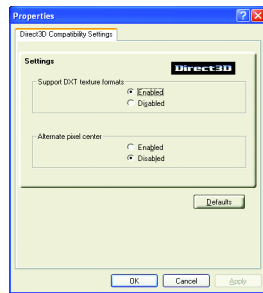 Properties
Direct3D Compatibility Settings
Settings
Direct3D
Support DXT texture formats
Enabled
Disabled
Alternate pixel center
Enabled
Disabled
Defaults
OK
Cancel
Apply